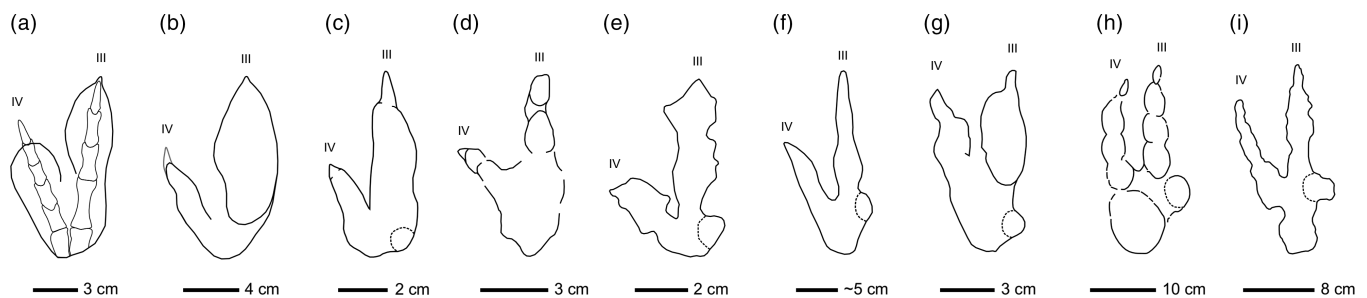 (a) (b) (c) (d) (e) (f) (g) (h) (i)
III III III III III III III III III
IV IV IV IV IV IV IV IV IV
3 cm 4 cm 2 cm 3 cm 2 cm ~5 cm 3 cm 10 cm 8 cm